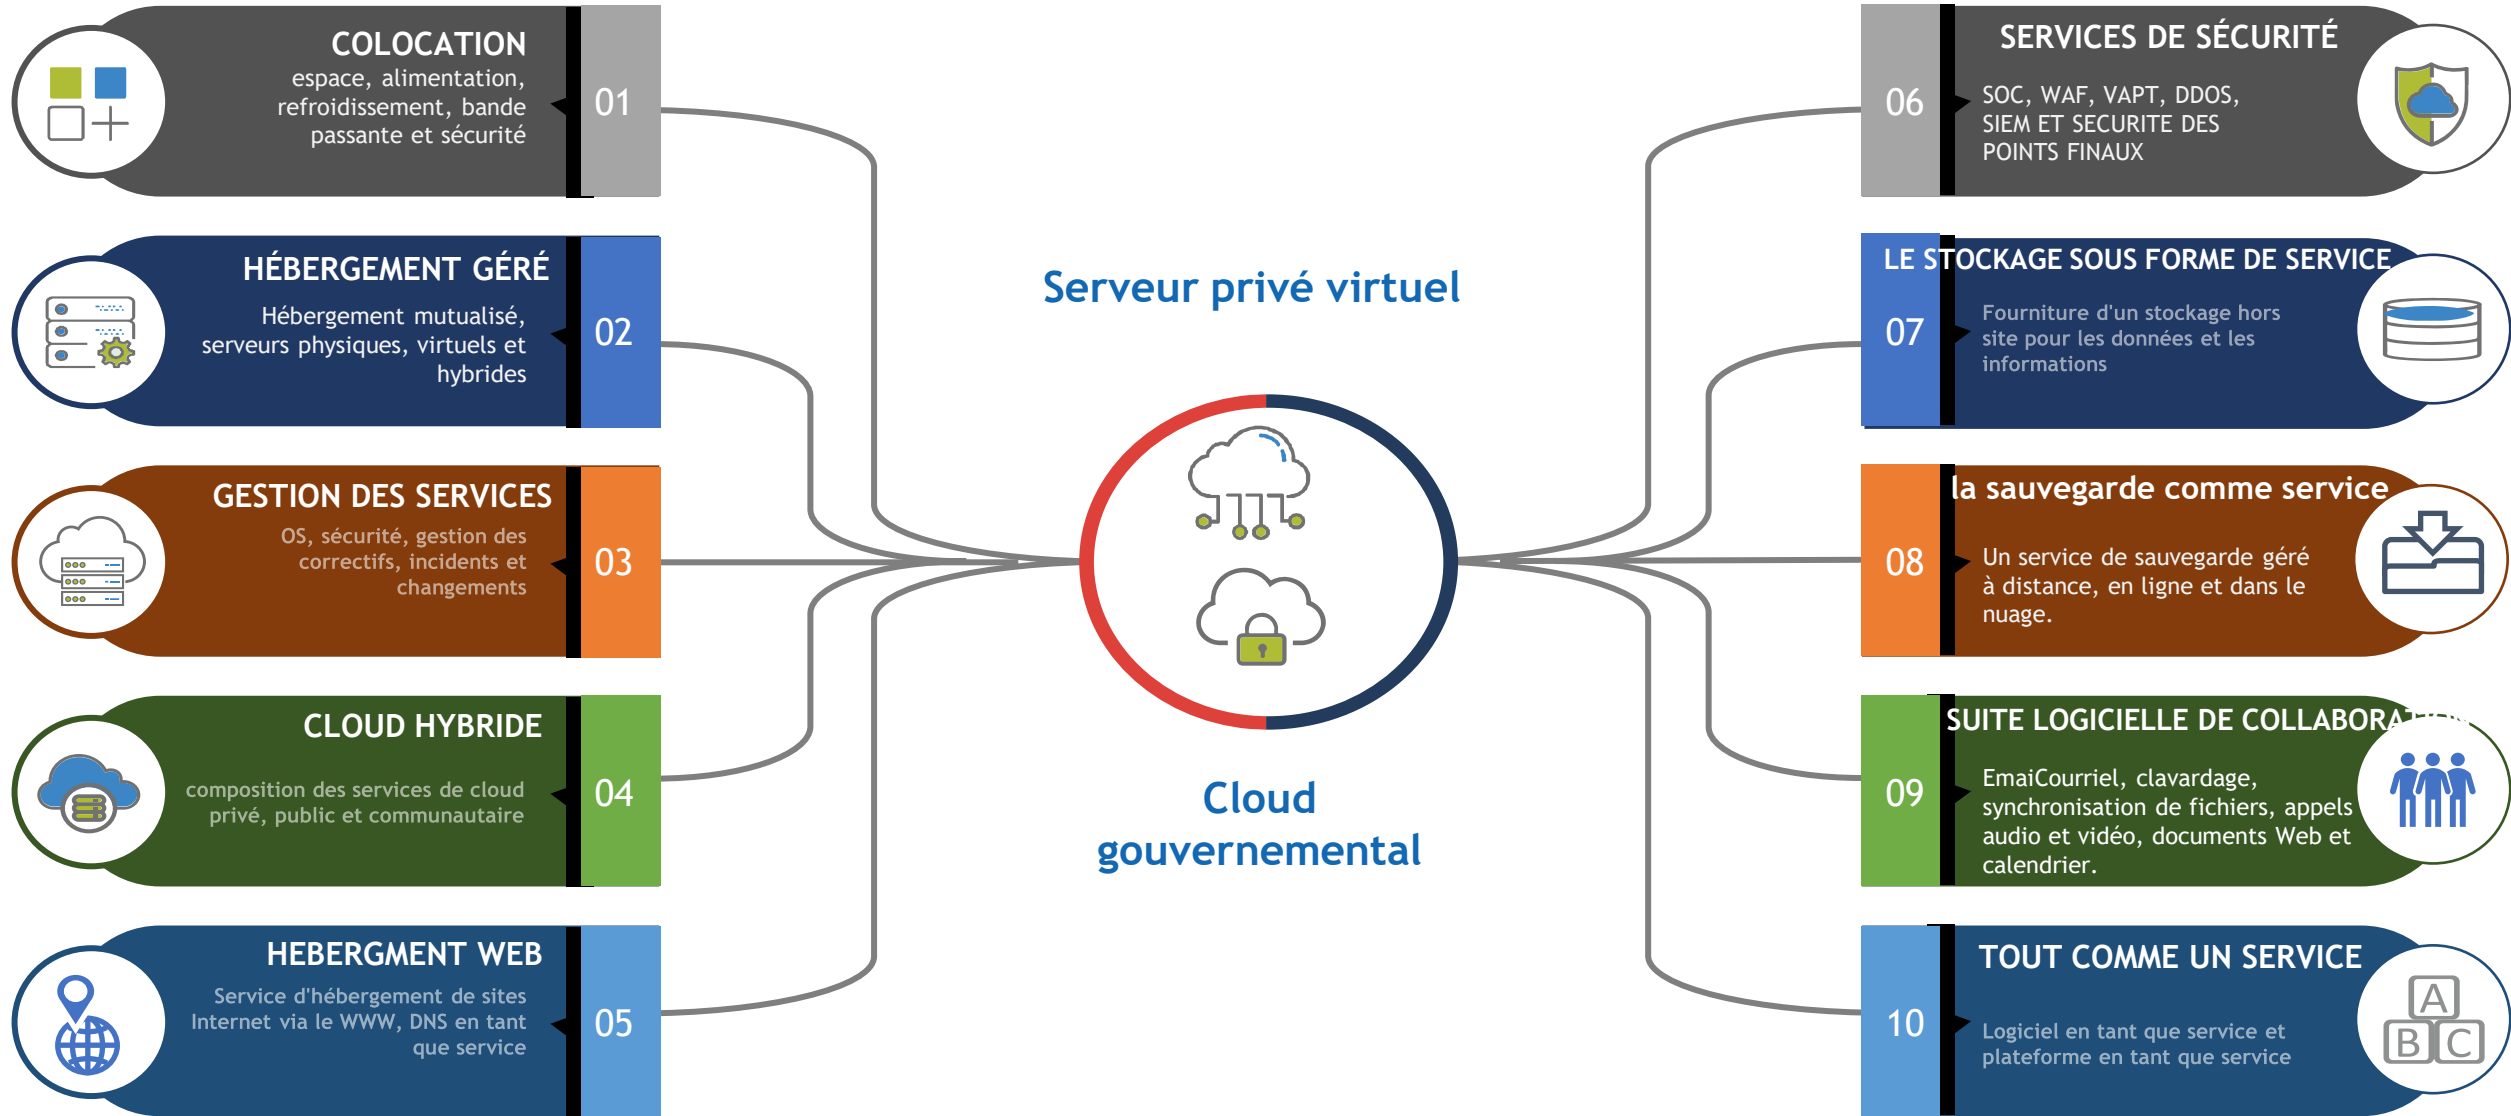 COLOCATION
espace, alimentation,
refroidissement, bande
passante et sécurité
01
HÉBERGEMENT GÉRÉ
Hébergement mutualisé,
serveurs physiques, virtuels et
hybrides
02
GESTION DES SERVICES
OS, sécurité, gestion des
correctifs, incidents et
changements
03
CLOUD HYBRIDE
composition des services de cloud
privé, public et communautaire
04
HEBERGMENT WEB
Service d'hébergement de sites
Internet via le WWW, DNS en tant
que service
05
Serveur privé virtuel
Cloud
gouvernemental
SERVICES DE SÉCURITÉ
06
SOC, WAF, VAPT, DDOS,
SIEM ET SECURITE DES
POINTS FINAUX
LE STOCKAGE SOUS FORME DE SERVICE
07
Fourniture d'un stockage hors
site pour les données et les
informations
la sauvegarde comme service
08
Un service de sauvegarde géré
à distance, en ligne et dans le
nuage.
SUITE LOGICIELLE DE COLLABORATION
09
EmaiCourriel, clavardage,
synchronisation de fichiers, appels
audio et vidéo, documents Web et
calendrier.
TOUT COMME UN SERVICE
10
Logiciel en tant que service et
plateforme en tant que service
A
B C